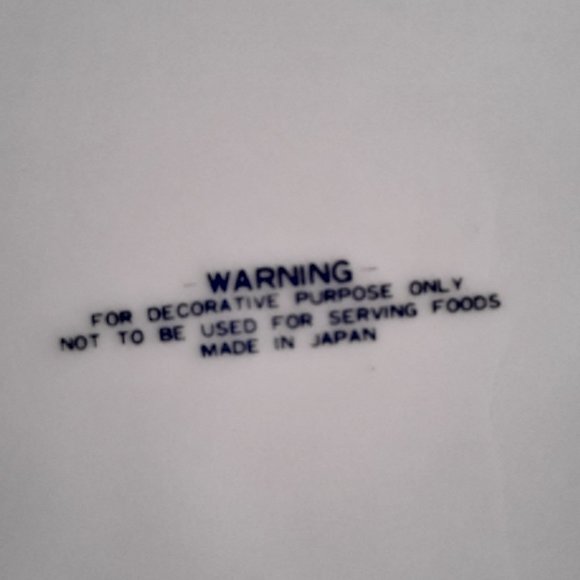 WARNING
FOR DECORATIVE PURPOSE ONLY
NOT TO BE USED FOR SERVING FOODS
MADE IN JAPAN